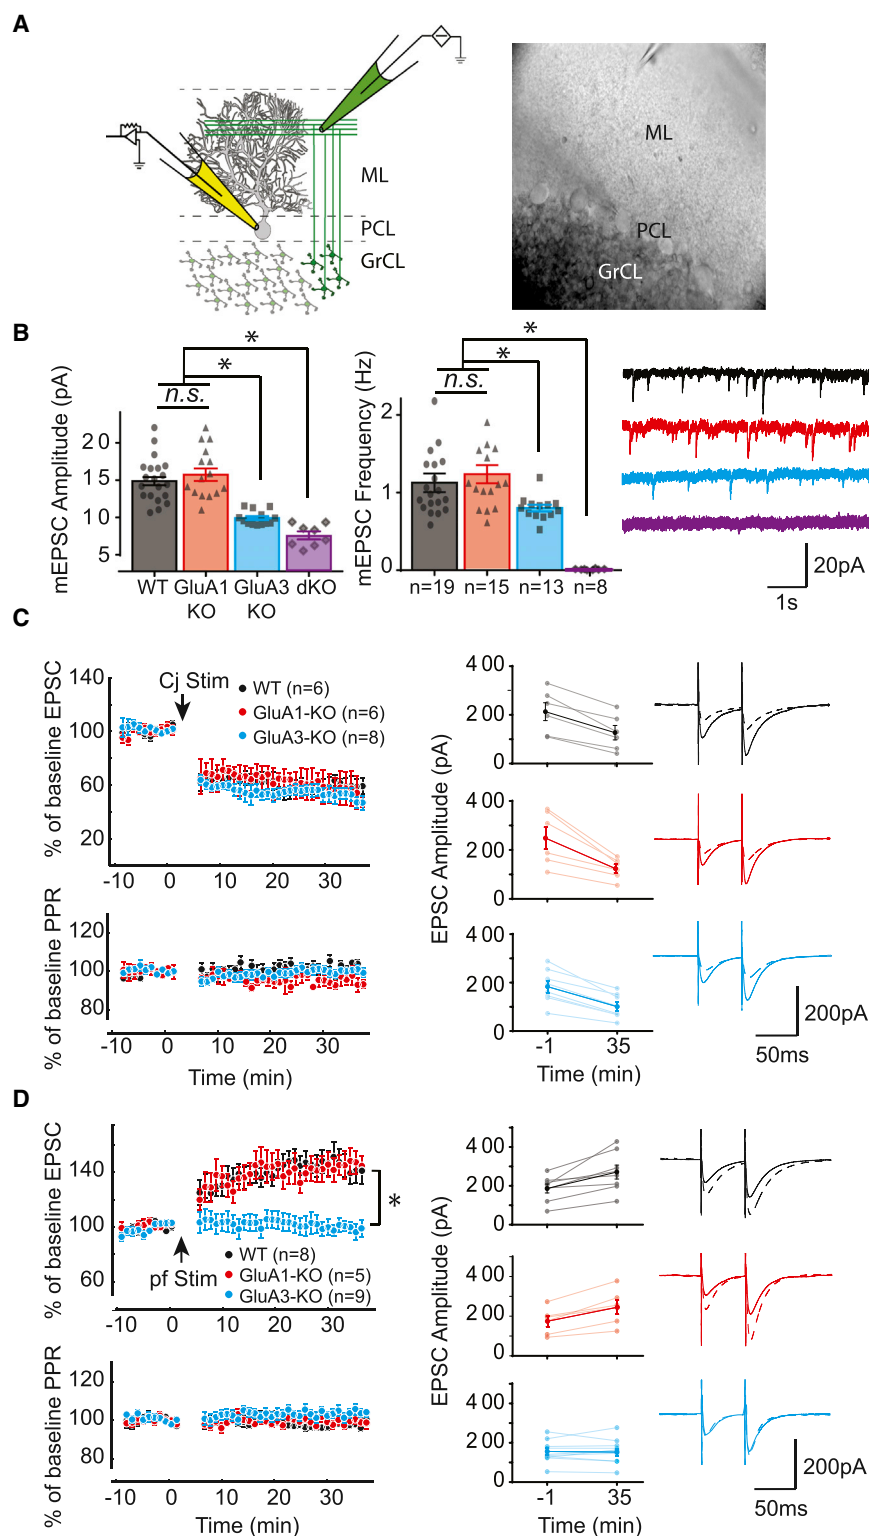 A
ML
PCL
GrCL
ML
PCL
GrCL
B
mEPSC Amplitude (pA)
20
15
10
5
n.s.
*
*
WT
GluA1
KO
GluA3
KO
dKO
mEPSC Frequency (Hz)
2
1
0
n.s.
*
*
n=19
n=15
n=13
n=8
20pA
1s
C
% of baseline EPSC
140
100
60
20
Cj Stim
WT (n=6)
GluA1-KO (n=6)
GluA3-KO (n=8)
-10
0
10
20
30
% of baseline PPR
120
100
80
-10
0
10
20
30
Time (min)
EPSC Amplitude (pA)
400
200
0
400
200
0
400
200
0
-1
35
Time (min)
200pA
50ms
D
% of baseline EPSC
140
100
60
*
pf Stim
WT (n=8)
GluA1-KO (n=5)
GluA3-KO (n=9)
-10
0
10
20
30
% of baseline PPR
120
100
80
-10
0
10
20
30
Time (min)
EPSC Amplitude (pA)
400
200
0
400
200
0
400
200
0
-1
35
Time (min)
200pA
50ms